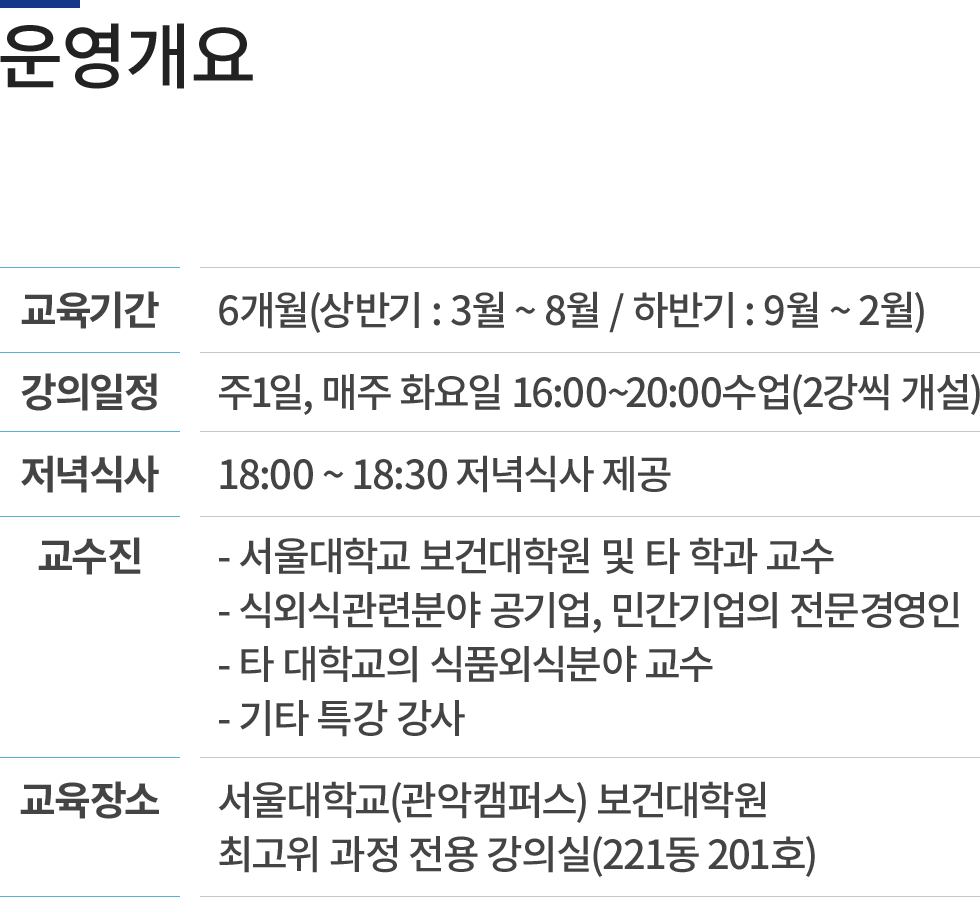 운영개요
교육기간 6개월(상반기 : 3월 ~ 8월 / 하반기 : 9월 ~ 2월)
강의일정 주1일, 매주 화요일 16:00~20:00수업(2강씩 개설)
저녁식사 18:00 ~ 18:30 저녁식사 제공
교수진 - 서울대학교 보건대학원 및 타 학과 교수
- 식외식관련분야 공기업, 민간기업의 전문경영인
- 타 대학교의 식품외식분야 교수
- 기타 특강 강사
교육장소 서울대학교(관악캠퍼스) 보건대학원
최고위 과정 전용 강의실(221동 201호)